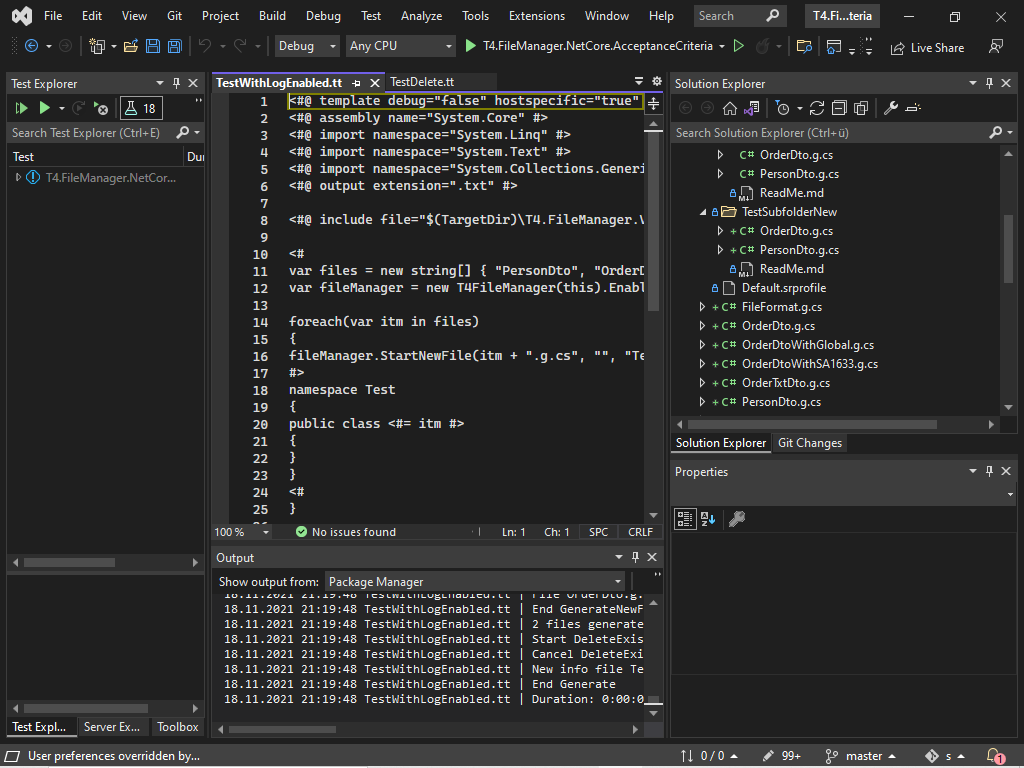 File Edit View Git Project Build Debug Test Analyze Tools Extensions Window Help Search T4.Fi...teria
Debug Any CPU T4.FileManager.NetCore.AcceptanceCriteria Live Share
Test Explorer
18
Search Test Explorer (Ctrl+E)
Test Dur
T4.FileManager.NetCor...
Test Expl... Server Ex... Toolbox
TestWithLogEnabled.tt TestDelete.tt
1 <#@ template debug="false" hostspecific="true"
2 <#@ assembly name="System.Core" #>
3 <#@ import namespace="System.Linq" #>
4 <#@ import namespace="System.Text" #>
5 <#@ import namespace="System.Collections.Generi
6 <#@ output extension=".txt" #>
7
8 <#@ include file="$(TargetDir)\T4.FileManager.V
9
10 <#
11 var files = new string[] { "PersonDto", "OrderD
12 var fileManager = new T4FileManager(this).Enabl
13
14 foreach(var itm in files)
15 {
16 fileManager.StartNewFile(itm + ".g.cs", "", "Te
17 #>
18 namespace Test
19 {
20 public class <#= itm #>
21 {
22 }
23 }
24 <#
25 }
100 % No issues found Ln: 1 Ch: 1 SPC CRLF
Output
Show output from: Package Manager
18.11.2021 21:19:48 TestWithLogEnabled.tt | File OrderDto.g.
18.11.2021 21:19:48 TestWithLogEnabled.tt | End GenerateNewF
18.11.2021 21:19:48 TestWithLogEnabled.tt | 2 files generate
18.11.2021 21:19:48 TestWithLogEnabled.tt | Start DeleteExis
18.11.2021 21:19:48 TestWithLogEnabled.tt | Cancel DeleteExi
18.11.2021 21:19:48 TestWithLogEnabled.tt | New info file Te
18.11.2021 21:19:48 TestWithLogEnabled.tt | End Generate
18.11.2021 21:19:48 TestWithLogEnabled.tt | Duration: 0:00:0
Solution Explorer
Search Solution Explorer (Ctrl+ü)
C# OrderDto.g.cs
C# PersonDto.g.cs
ReadMe.md
TestSubfolderNew
+ C# OrderDto.g.cs
+ C# PersonDto.g.cs
ReadMe.md
Default.srprofile
+ C# FileFormat.g.cs
+ C# OrderDto.g.cs
+ C# OrderDtoWithGlobal.g.cs
+ C# OrderDtoWithSA1633.g.cs
+ C# OrderTxtDto.g.cs
+ C# PersonDto.g.cs
Solution Explorer Git Changes
Properties
User preferences overridden by... 0 / 0 99+ master s 1